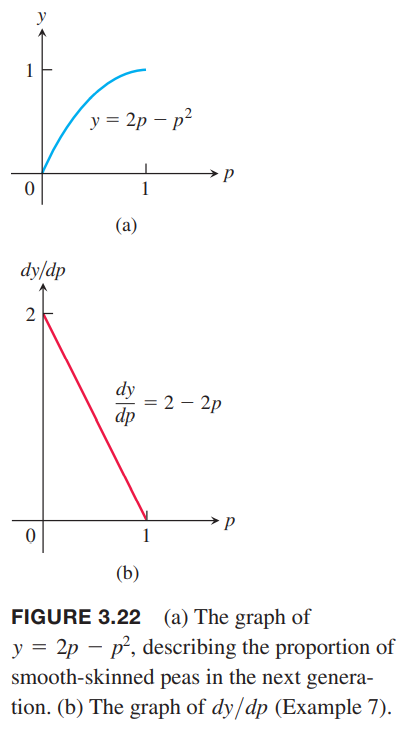 y
1
y = 2p − p²
p
0
1
(a)
dy/dp
2
dy/dp = 2 − 2p
p
0
1
(b)
FIGURE 3.22 (a) The graph of
y = 2p − p², describing the proportion of
smooth-skinned peas in the next genera-
tion. (b) The graph of dy/dp (Example 7).